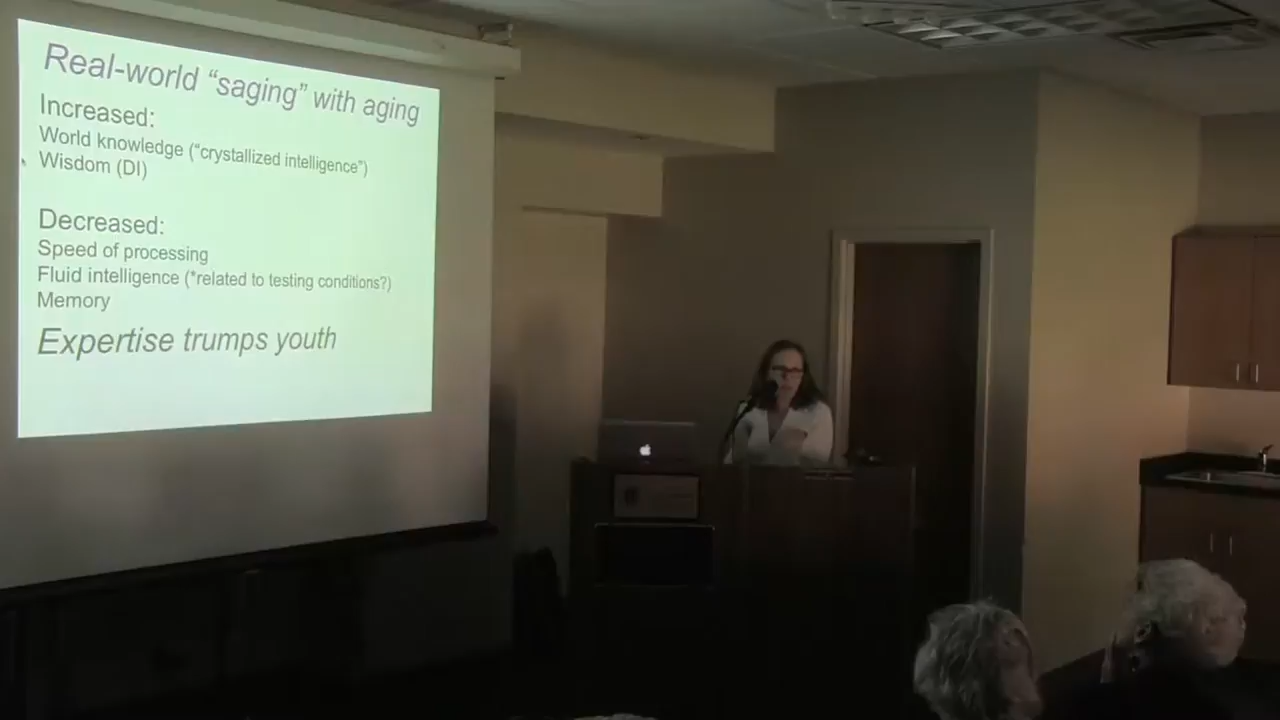 Real-world “saging” with aging
Increased:
World knowledge (“crystallized intelligence”)
Wisdom (DI)
Decreased:
Speed of processing
Fluid intelligence (*related to testing conditions?)
Memory
Expertise trumps youth